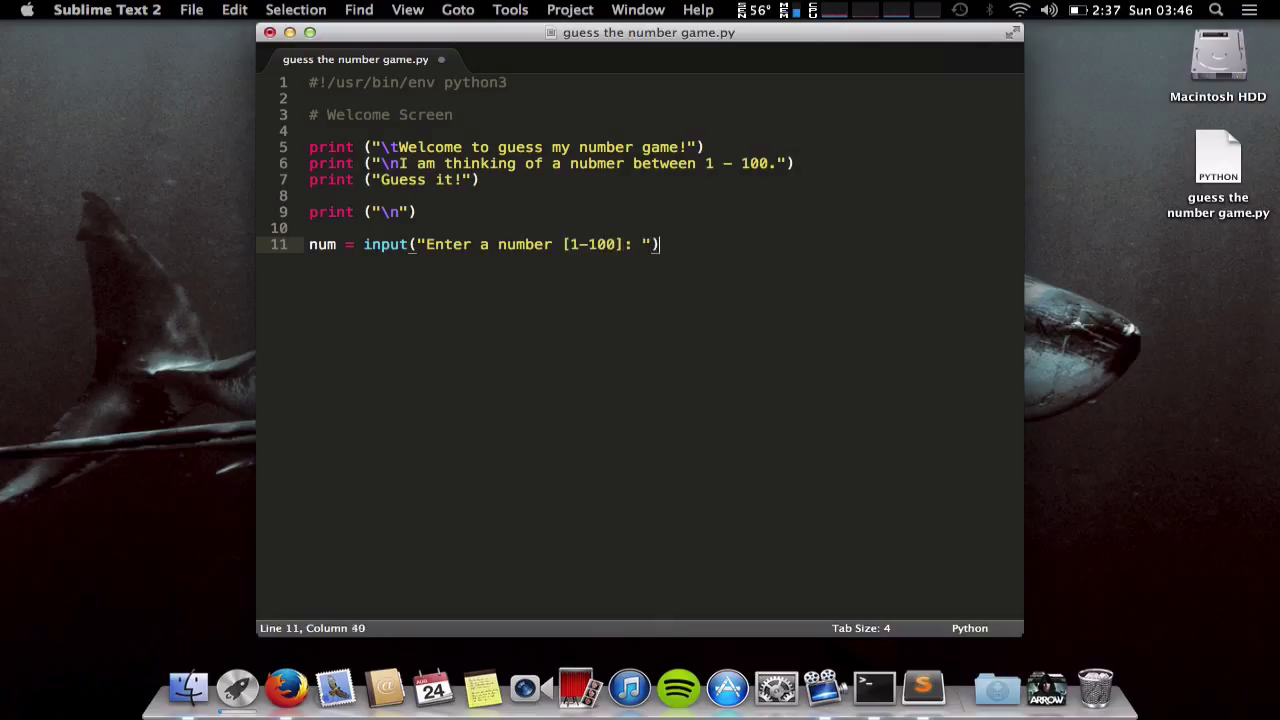 Sublime Text 2 File Edit Selection Find View Goto Tools Project Window Help 56° 2:37 Sun 03:46
guess the number game.py
guess the number game.py
1 #!/usr/bin/env python3
2
3 # Welcome Screen
4
5 print ("\tWelcome to guess my number game!")
6 print ("\nI am thinking of a nubmer between 1 - 100.")
7 print ("Guess it!")
8
9 print ("\n")
10
11 num = input("Enter a number [1-100]: ")
Line 11, Column 49 Tab Size: 4 Python
Macintosh HDD
PYTHON
guess the
number game.py
AUG
24
ARROW